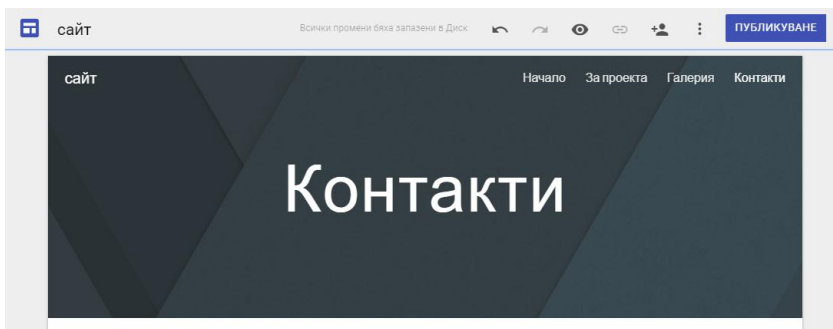 сайт Всички промени бяха запазени в Диск ПУБЛИКУВАНЕ
сайт Начало За проекта Галерия Контакти
Контакти